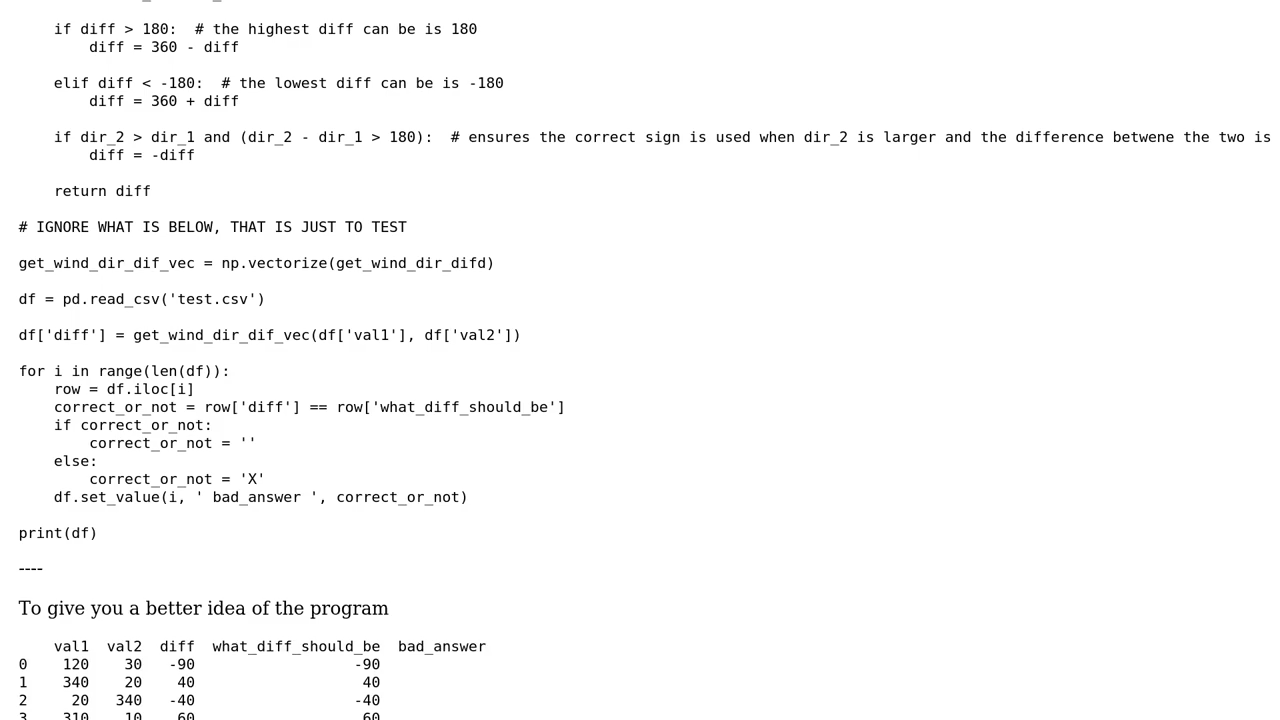 if diff > 180:  # the highest diff can be is 180
        diff = 360 - diff

    elif diff < -180:  # the lowest diff can be is -180
        diff = 360 + diff

    if dir_2 > dir_1 and (dir_2 - dir_1 > 180):  # ensures the correct sign is used when dir_2 is larger and the difference betwene the two is
        diff = -diff

    return diff

# IGNORE WHAT IS BELOW, THAT IS JUST TO TEST

get_wind_dir_dif_vec = np.vectorize(get_wind_dir_difd)

df = pd.read_csv('test.csv')

df['diff'] = get_wind_dir_dif_vec(df['val1'], df['val2'])

for i in range(len(df)):
    row = df.iloc[i]
    correct_or_not = row['diff'] == row['what_diff_should_be']
    if correct_or_not:
        correct_or_not = ''
    else:
        correct_or_not = 'X'
    df.set_value(i, ' bad_answer ', correct_or_not)

print(df)

----

To give you a better idea of the program

    val1  val2  diff  what_diff_should_be  bad_answer
0    120    30   -90                  -90
1    340    20    40                   40
2     20   340   -40                  -40
3    310    10    60                   60